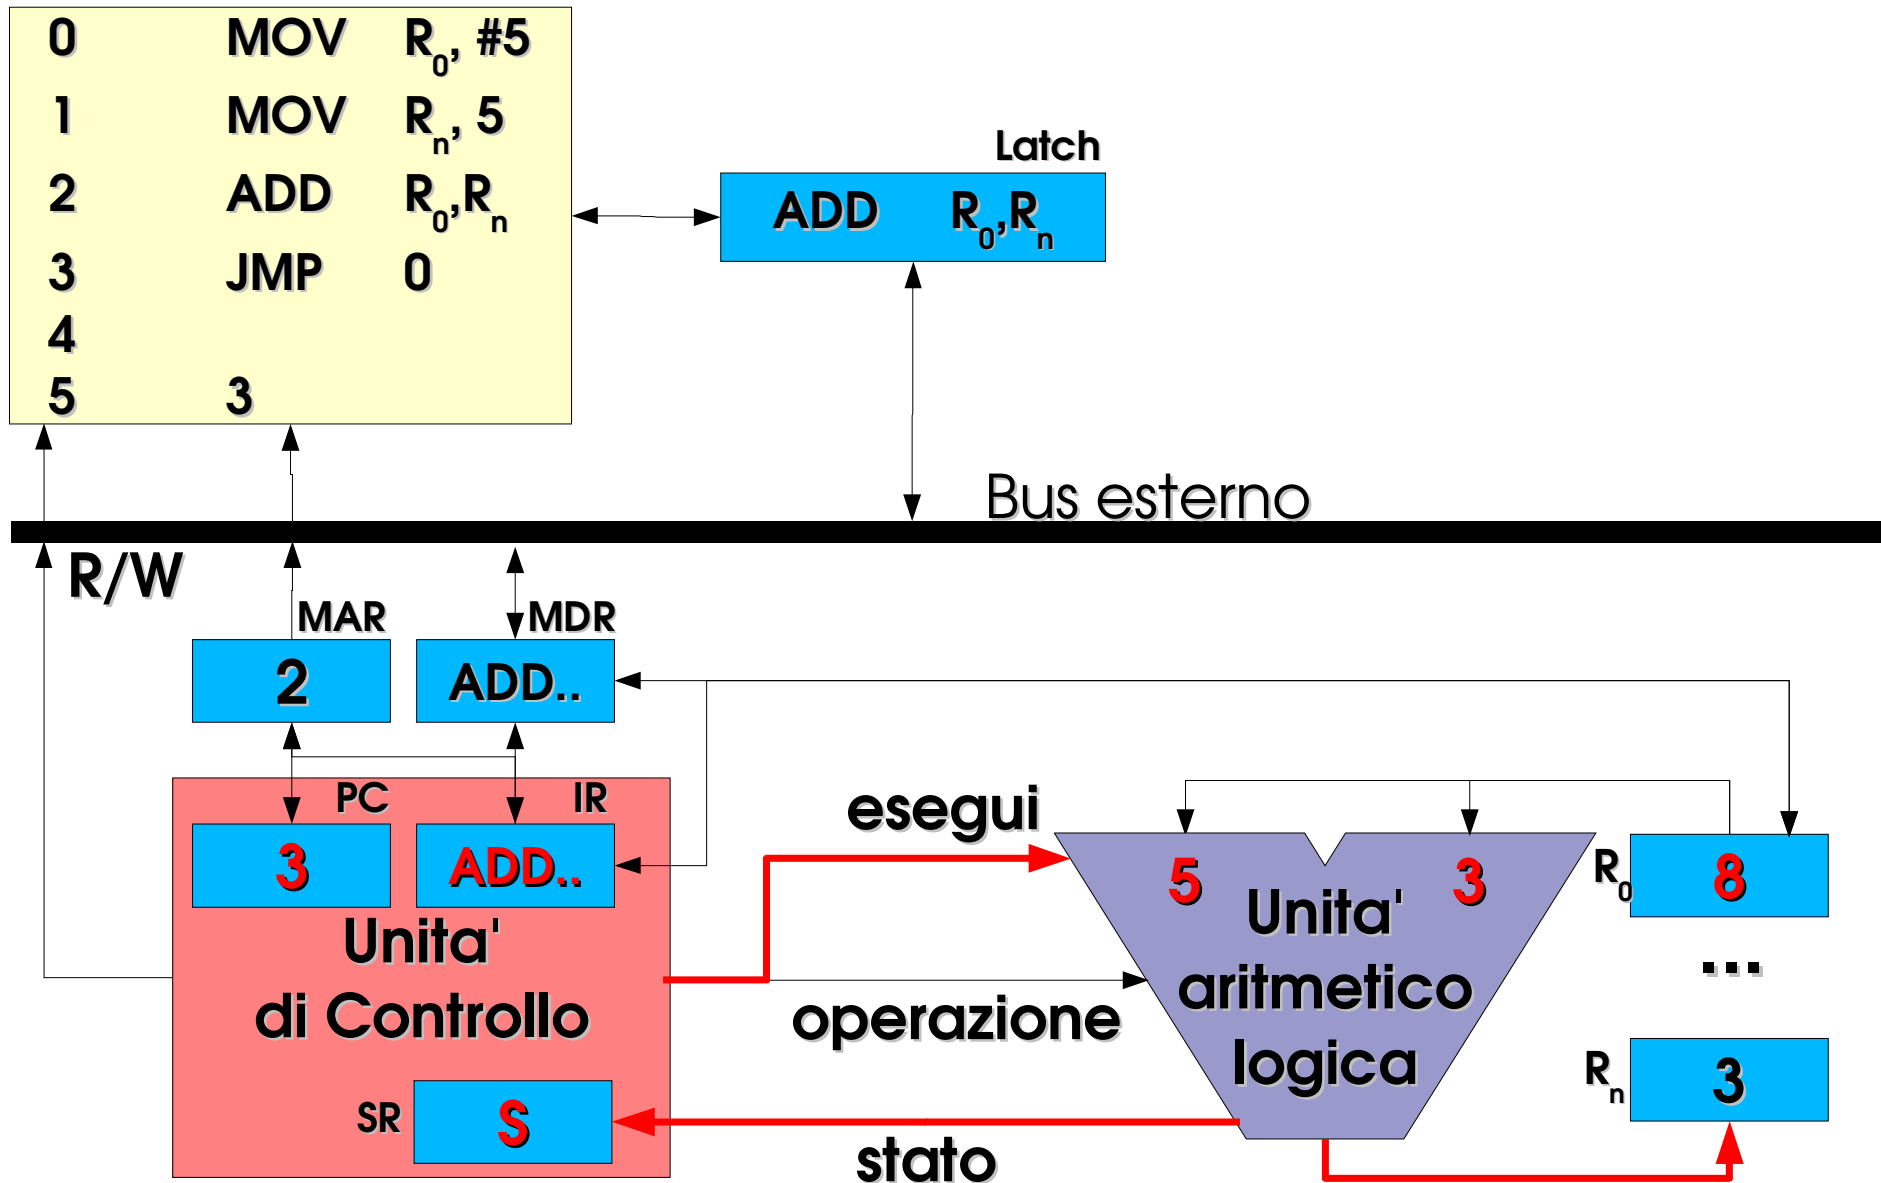 0 MOV R0, #5
1 MOV Rn, 5
2 ADD R0,Rn
3 JMP 0
4
5 3
Latch
ADD R0,Rn
Bus esterno
R/W
MAR
MDR
2
ADD..
PC
IR
3
ADD..
Unita'
di Controllo
SR
S
esegui
operazione
stato
5
3
Unita'
aritmetico
logica
R0
8
...
Rn
3